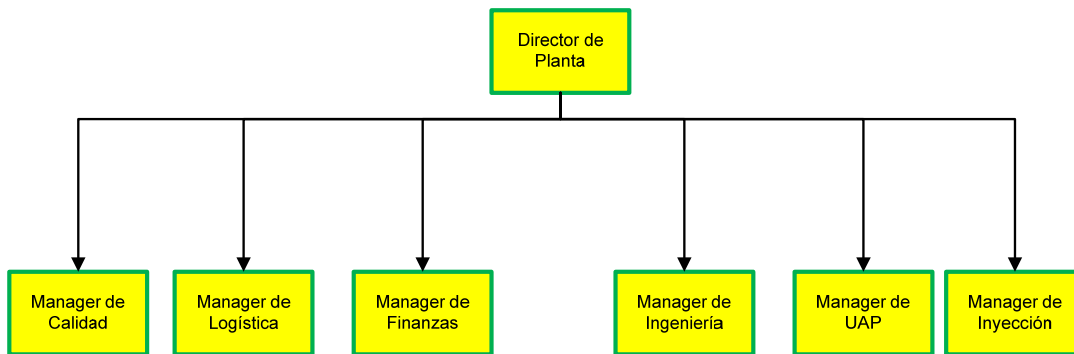 Director de
Planta
Manager de
Calidad
Manager de
Logística
Manager de
Finanzas
Manager de
Ingeniería
Manager de
UAP
Manager de
Inyección